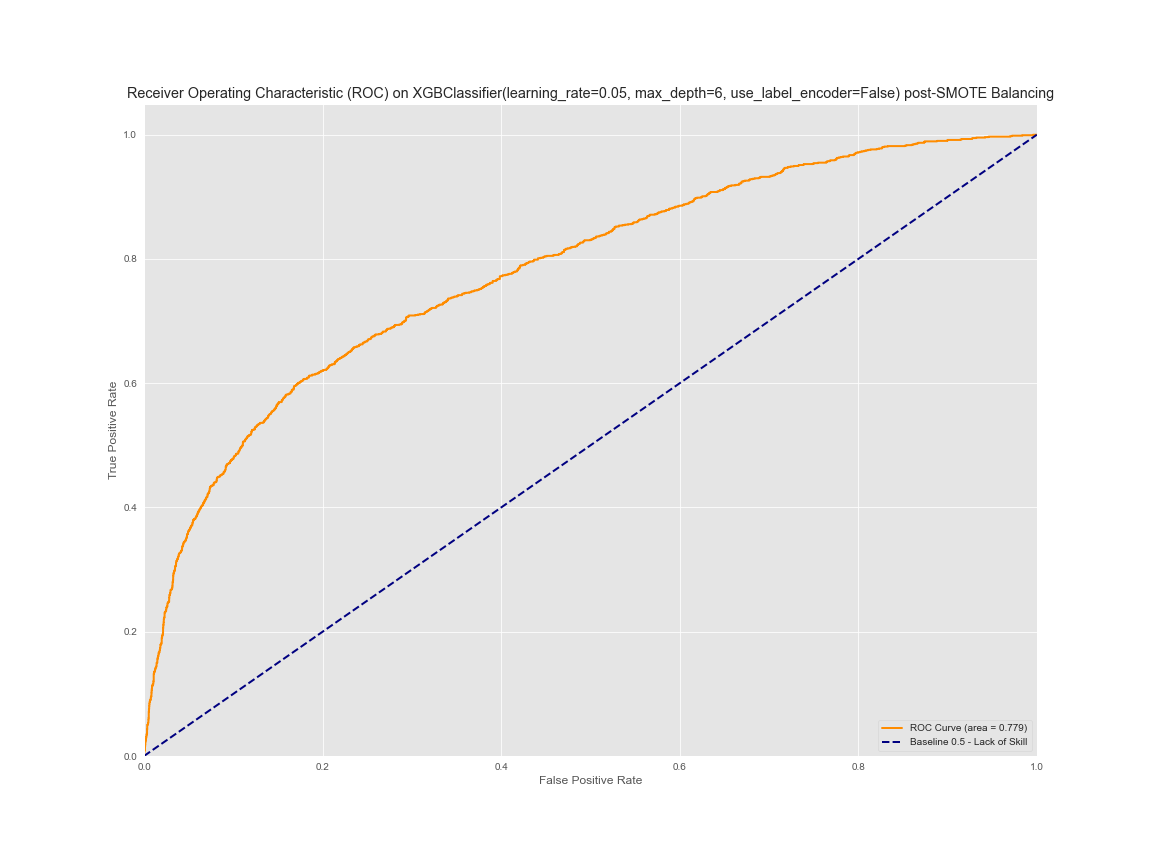 Receiver Operating Characteristic (ROC) on XGBClassifier(learning_rate=0.05, max_depth=6, use_label_encoder=False) post-SMOTE Balancing
1.0
0.8
0.6
0.4
0.2
0.0
True Positive Rate
ROC Curve (area = 0.779)
Baseline 0.5 - Lack of Skill
0.0 0.2 0.4 0.6 0.8 1.0
False Positive Rate